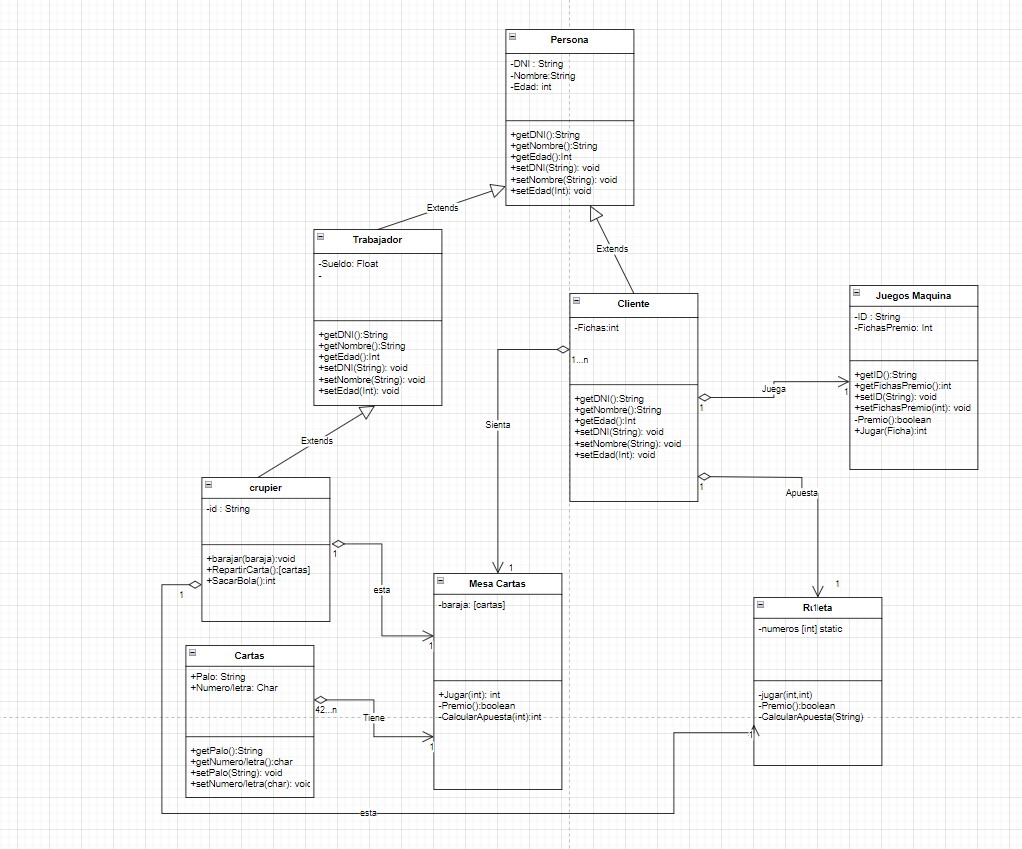 Persona
-DNI : String
-Nombre:String
-Edad: int
+getDNI():String
+getNombre():String
+getEdad():Int
+setDNI(String): void
+setNombre(String): void
+setEdad(Int): void
Extends
Extends
Trabajador
-Sueldo: Float
-
+getDNI():String
+getNombre():String
+getEdad():Int
+setDNI(String): void
+setNombre(String): void
+setEdad(Int): void
Cliente
-Fichas:int
1...n
+getDNI():String
+getNombre():String
+getEdad():Int
+setDNI(String): void
+setNombre(String): void
+setEdad(Int): void
Juegos Maquina
-ID : String
-FichasPremio: Int
+getID():String
+getFichasPremio():int
+setID(String): void
+setFichasPremio(int): void
-Premio():boolean
+Jugar(Ficha):int
Juega
1
1
Extends
Sienta
1
Apuesta
1
1
crupier
-id : String
+barajar(baraja):void
+RepartirCarta():[cartas]
+SacarBola():int
1
esta
1
1
Mesa Cartas
-baraja: [cartas]
+Jugar(int): int
-Premio():boolean
-CalcularApuesta(int):int
Ruleta
-numeros [int] static
-jugar(int,int)
-Premio():boolean
-CalcularApuesta(String)
Cartas
+Palo: String
+Numero/letra: Char
+getPalo():String
+getNumero/letra():char
+setPalo(String): void
+setNumero/letra(char): voic
42...n
Tiene
1
1
esta